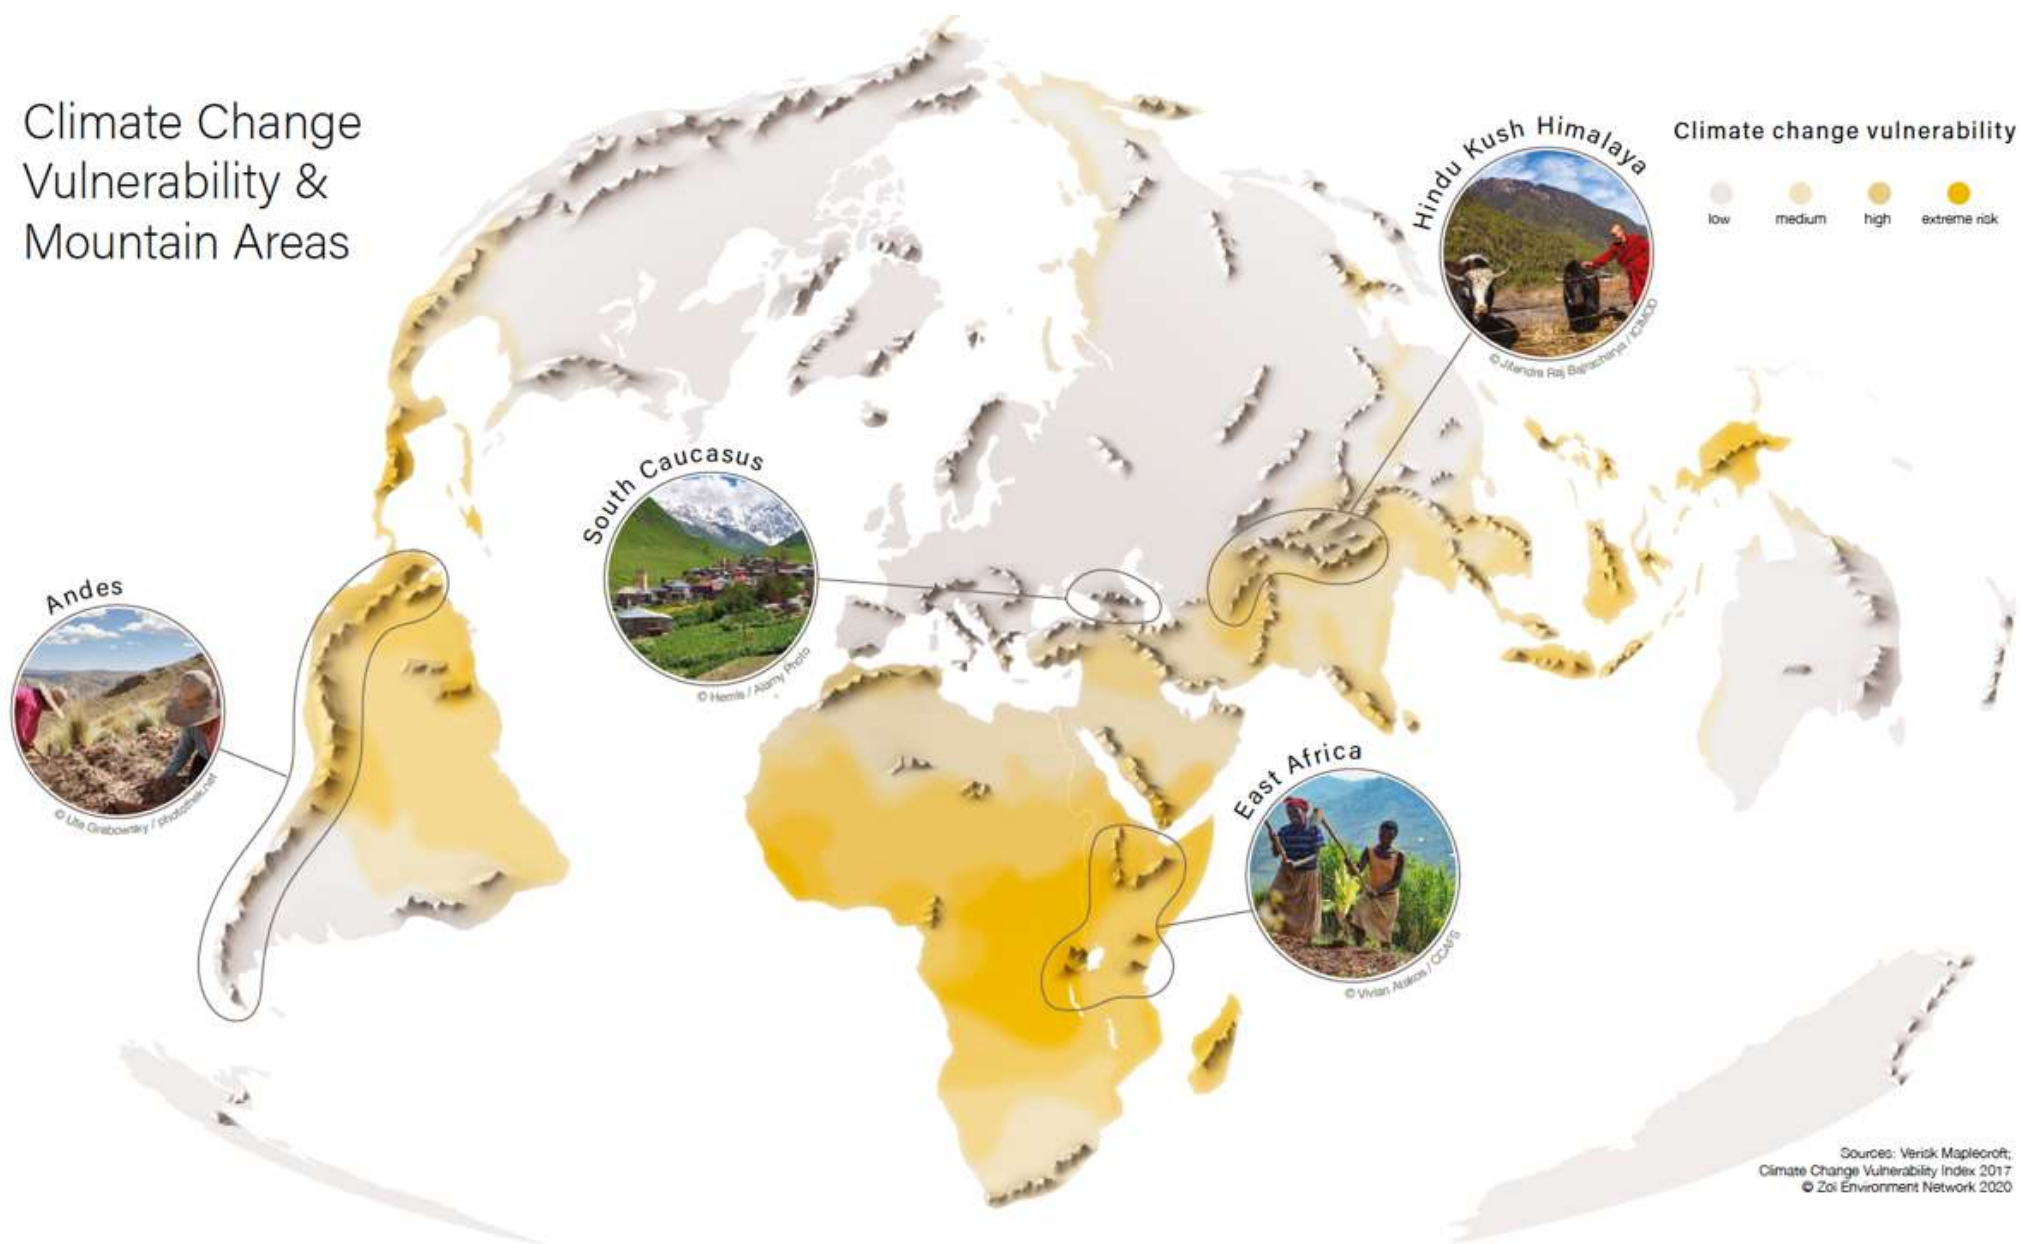 Climate Change
Vulnerability &
Mountain Areas
Hindu Kush Himalaya
© Jitendra Raj Bajracharya / ICIMOD
Climate change vulnerability
low
medium
high
extreme risk
South Caucasus
© Hemis / Alamy Photo
Andes
© Ute Grabowsky / photothek.net
East Africa
© Vivian Atakos / CCAFS
Sources: Verisk Maplecroft;
Climate Change Vulnerability Index 2017
© Zoï Environment Network 2020